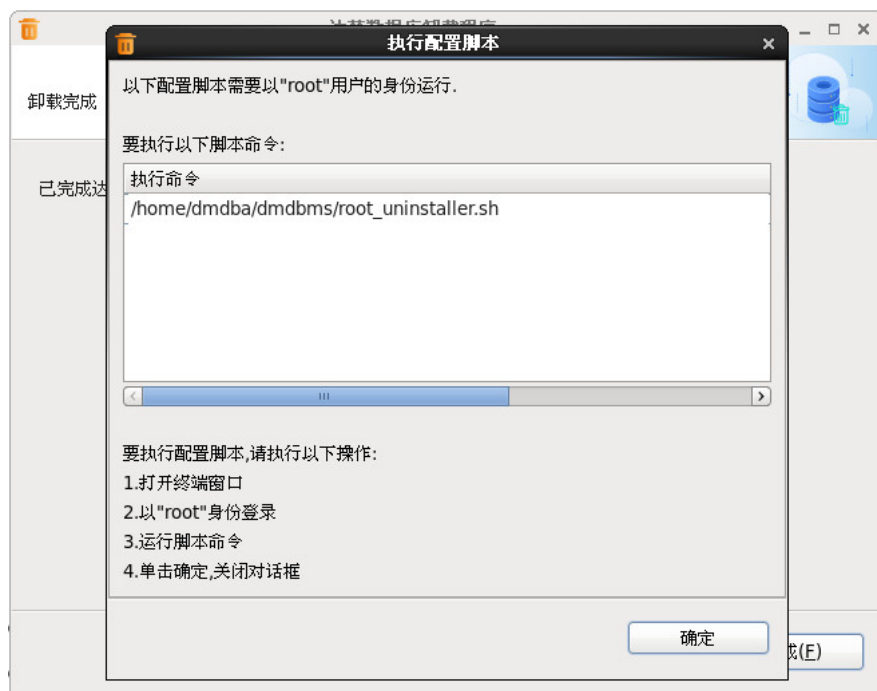 执行配置脚本
卸载完成
以下配置脚本需要以"root"用户的身份运行.
要执行以下脚本命令:
已完成达
执行命令
/home/dmdba/dmdbms/root_uninstaller.sh
要执行配置脚本,请执行以下操作:
1.打开终端窗口
2.以"root"身份登录
3.运行脚本命令
4.单击确定,关闭对话框
确定
(F)